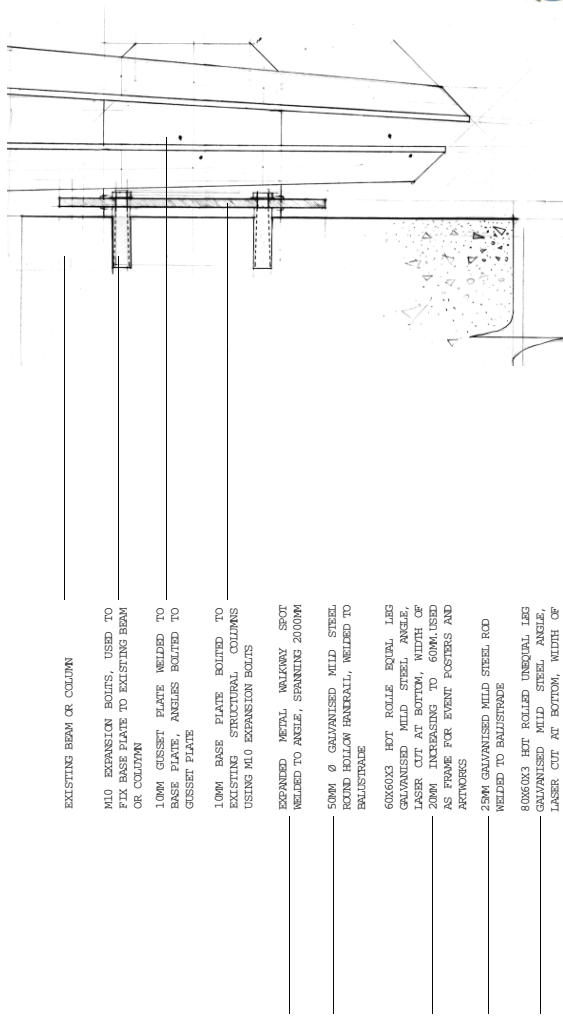 EXISTING BEAM OR COLUMN
M10 EXPANSION BOLTS, USED TO
FIX BASE PLATE TO EXISTING BEAM
OR COLUMN
10MM GUSSET PLATE WELDED TO
BASE PLATE, ANGLES BOLTED TO
GUSSET PLATE
10MM BASE PLATE BOLTED TO
EXISTING STRUCTURAL COLUMNS
USING M10 EXPANSION BOLTS
EXPANDED METAL WALKWAY SPOT
WELDED TO ANGLE, SPANNING 2000MM
50MM Ø GALVANISED MILD STEEL
ROUND HOLLOW HANDRAIL, WELDED TO
BALUSTRADE
60X60X3 HOT ROLLE EQUAL LEG
GALVANISED MILD STEEL ANGLE,
LASER CUT AT BOTTOM, WIDTH OF
20MM INCREASING TO 60MM.USED
AS FRAME FOR EVENT POSTERS AND
ARTWORKS
25MM GALVANISED MILD STEEL ROD
WELDED TO BALUSTRADE
80X60X3 HOT ROLLED UNEQUAL LEG
GALVANISED MILD STEEL ANGLE,
LASER CUT AT BOTTOM, WIDTH OF